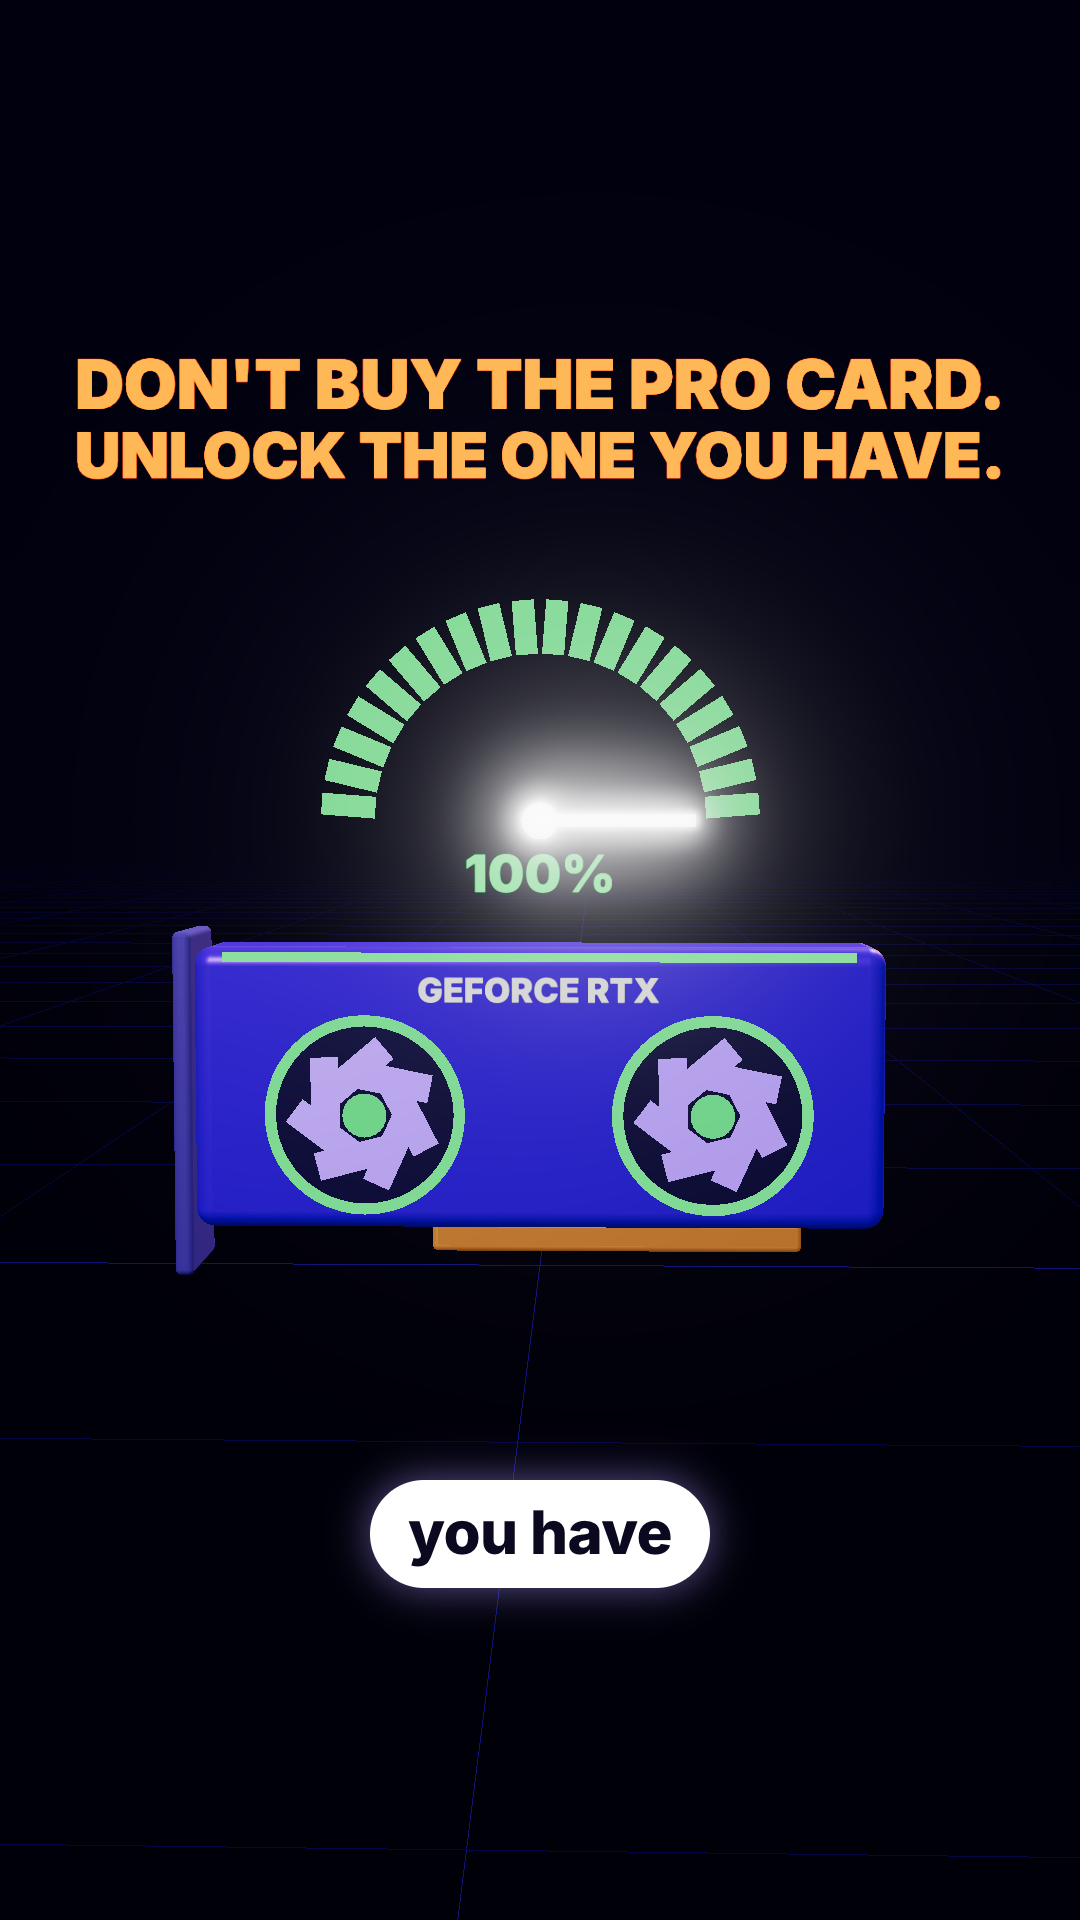 DON'T BUY THE PRO CARD.
UNLOCK THE ONE YOU HAVE.
100%
GEFORCE RTX
you have